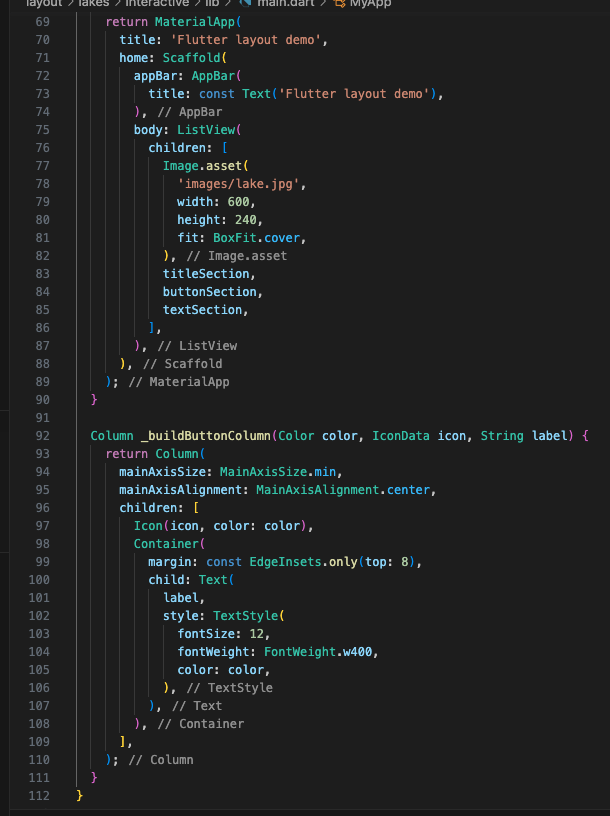 layout > lakes > interactive > lib > main.dart > MyApp
69 return MaterialApp(
70 title: 'Flutter layout demo',
71 home: Scaffold(
72 appBar: AppBar(
73 title: const Text('Flutter layout demo'),
74 ), // AppBar
75 body: ListView(
76 children: [
77 Image.asset(
78 'images/lake.jpg',
79 width: 600,
80 height: 240,
81 fit: BoxFit.cover,
82 ), // Image.asset
83 titleSection,
84 buttonSection,
85 textSection,
86 ],
87 ), // ListView
88 ), // Scaffold
89 ); // MaterialApp
90 }
91
92 Column _buildButtonColumn(Color color, IconData icon, String label) {
93 return Column(
94 mainAxisSize: MainAxisSize.min,
95 mainAxisAlignment: MainAxisAlignment.center,
96 children: [
97 Icon(icon, color: color),
98 Container(
99 margin: const EdgeInsets.only(top: 8),
100 child: Text(
101 label,
102 style: TextStyle(
103 fontSize: 12,
104 fontWeight: FontWeight.w400,
105 color: color,
106 ), // TextStyle
107 ), // Text
108 ), // Container
109 ],
110 ); // Column
111 }
112 }